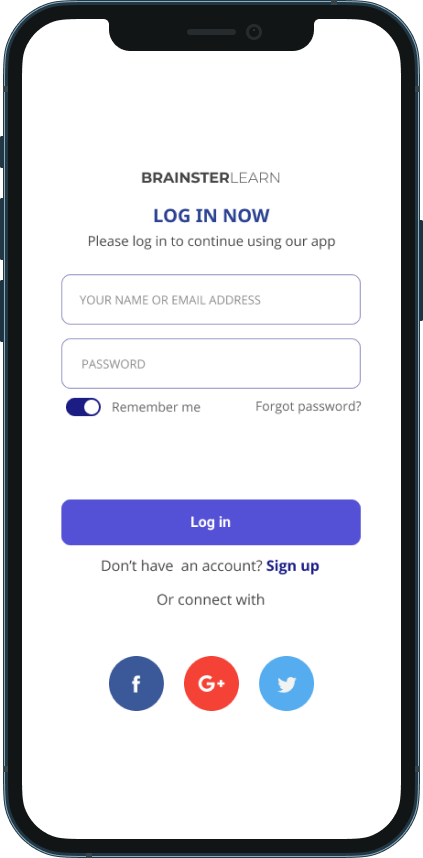 BRAINSTERLEARN
LOG IN NOW
Please log in to continue using our app
YOUR NAME OR EMAIL ADDRESS
PASSWORD
Remember me Forgot password?
Log in
Don't have  an account? Sign up
Or connect with
f G+